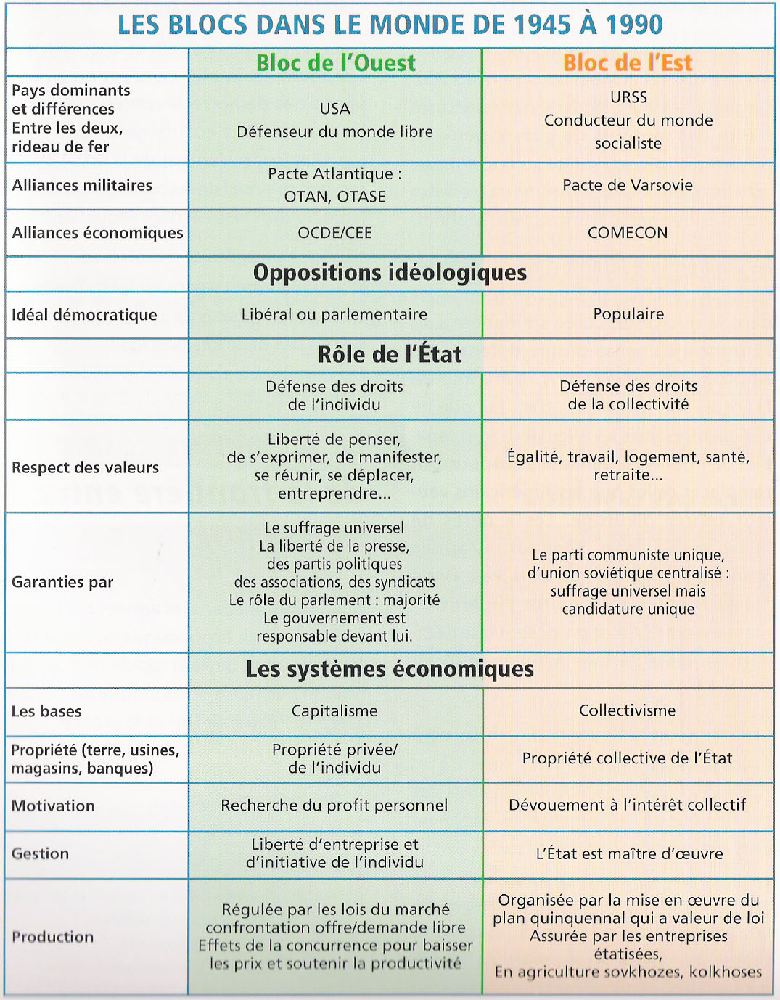 LES BLOCS DANS LE MONDE DE 1945 À 1990
Bloc de l'Ouest
Bloc de l'Est
Pays dominants
et différences
Entre les deux,
rideau de fer
USA
Défenseur du monde libre
URSS
Conducteur du monde
socialiste
Alliances militaires
Pacte Atlantique :
OTAN, OTASE
Pacte de Varsovie
Alliances économiques
OCDE/CEE
COMECON
Oppositions idéologiques
Idéal démocratique
Libéral ou parlementaire
Populaire
Rôle de l'État
Défense des droits
de l'individu
Défense des droits
de la collectivité
Respect des valeurs
Liberté de penser,
de s'exprimer, de manifester,
se réunir, se déplacer,
entreprendre...
Égalité, travail, logement, santé,
retraite...
Garanties par
Le suffrage universel
La liberté de la presse,
des partis politiques
des associations, des syndicats
Le rôle du parlement : majorité
Le gouvernement est
responsable devant lui.
Le parti communiste unique,
d'union soviétique centralisé :
suffrage universel mais
candidature unique
Les systèmes économiques
Les bases
Capitalisme
Collectivisme
Propriété (terre, usines,
magasins, banques)
Propriété privée/
de l'individu
Propriété collective de l'État
Motivation
Recherche du profit personnel
Dévouement à l'intérêt collectif
Gestion
Liberté d'entreprise et
d'initiative de l'individu
L'État est maître d'œuvre
Production
Régulée par les lois du marché
confrontation offre/demande libre
Effets de la concurrence pour baisser
les prix et soutenir la productivité
Organisée par la mise en œuvre du
plan quinquennal qui a valeur de loi
Assurée par les entreprises
étatisées,
En agriculture sovkhozes, kolkhoses